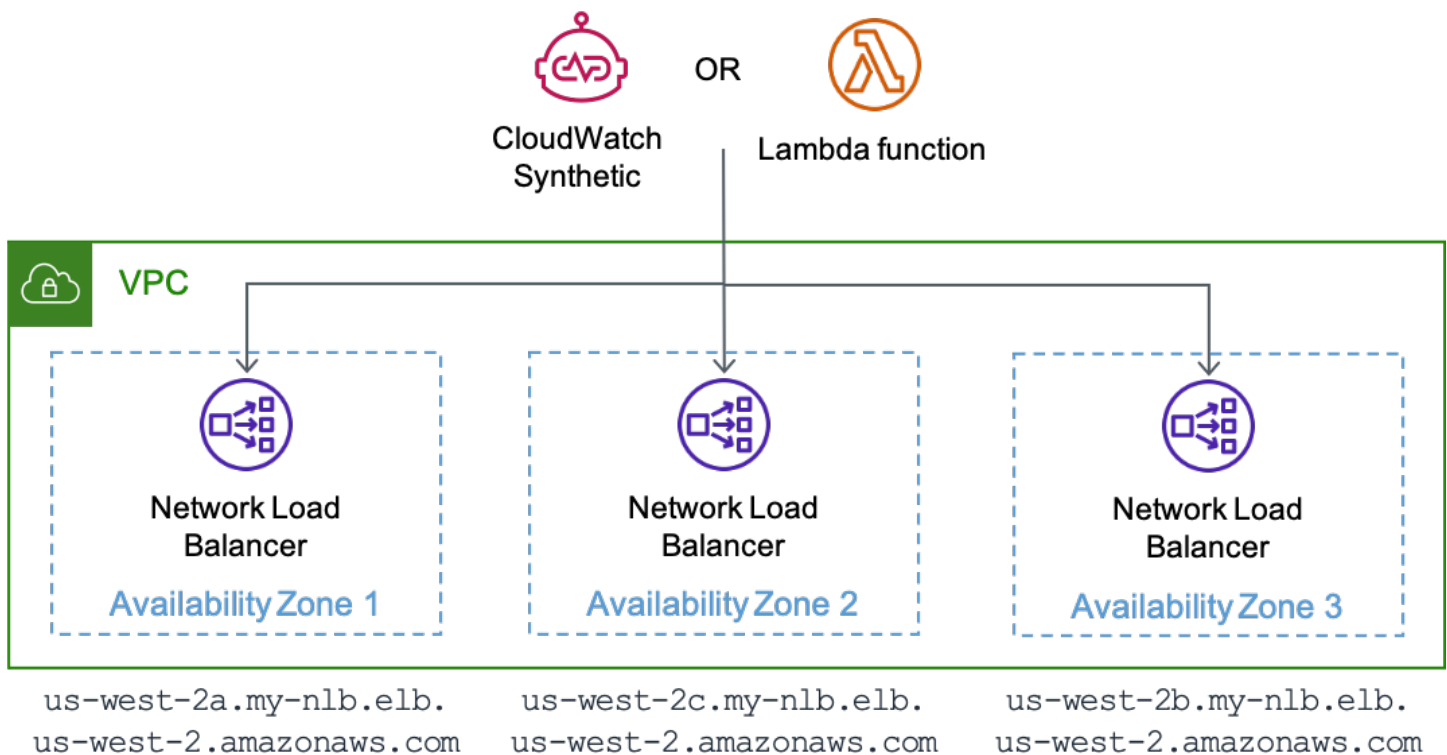 OR
CloudWatch
Synthetic
Lambda function
VPC
Network Load
Balancer
Availability Zone 1
Network Load
Balancer
Availability Zone 2
Network Load
Balancer
Availability Zone 3
us-west-2a.my-nlb.elb.
us-west-2.amazonaws.com
us-west-2c.my-nlb.elb.
us-west-2.amazonaws.com
us-west-2b.my-nlb.elb.
us-west-2.amazonaws.com